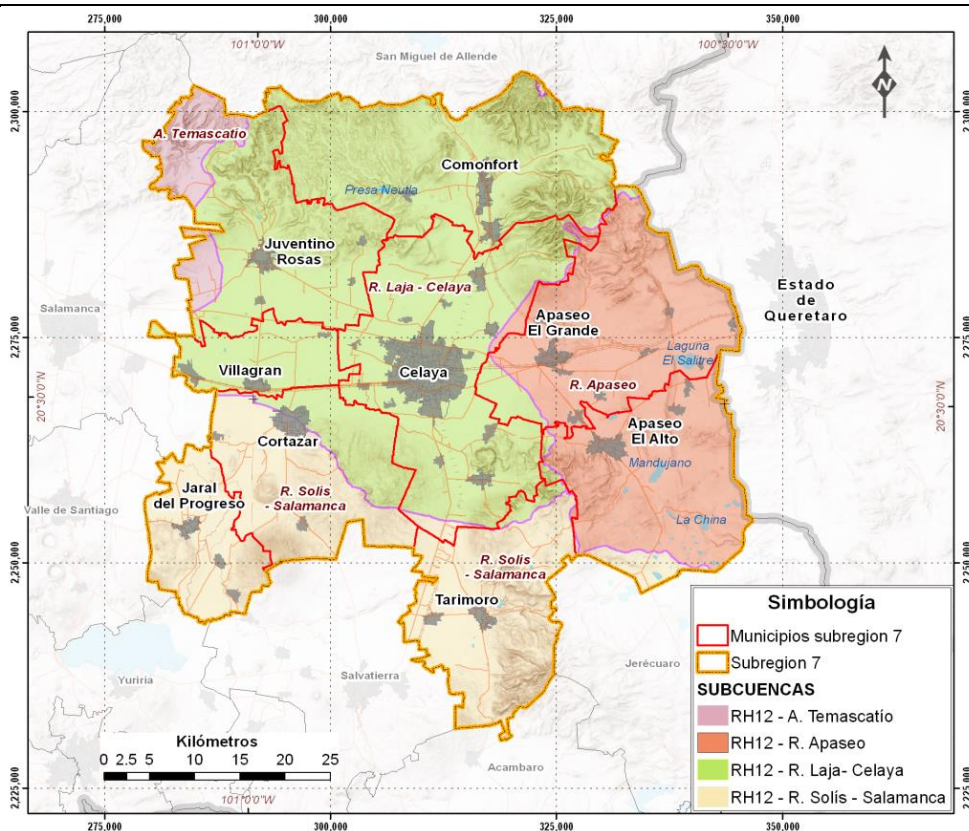 275,000
300,000
325,000
350,000
101°0'0"W
100°30'0"W
San Miguel de Allende
N
2,300,000
2,300,000
A. Temascatio
Comonfort
Presa Neutla
Juventino
Rosas
R. Laja - Celaya
Estado
de
Queretaro
Salamanca
Apaseo
El Grande
2,275,000
2,275,000
Laguna
El Salitre
Villagran
Celaya
R. Apaseo
20°30'0"N
20°30'0"N
Cortazar
Apaseo
El Alto
Mandujano
Jaral
del Progreso
R. Solís
- Salamanca
Valle de Santiago
La China
R. Solís
- Salamanca
2,250,000
2,250,000
Tarimoro
Simbología
Municipios subregion 7
Subregion 7
SUBCUENCAS
RH12 - A. Temascatío
RH12 - R. Apaseo
RH12 - R. Laja- Celaya
RH12 - R. Solís - Salamanca
Jerécuaro
Yuriria
Salvatierra
Kilómetros
0 2.5 5 10 15 20 25
Acambaro
2,225,000
2,225,000
101°0'0"W
275,000
300,000
325,000
350,000